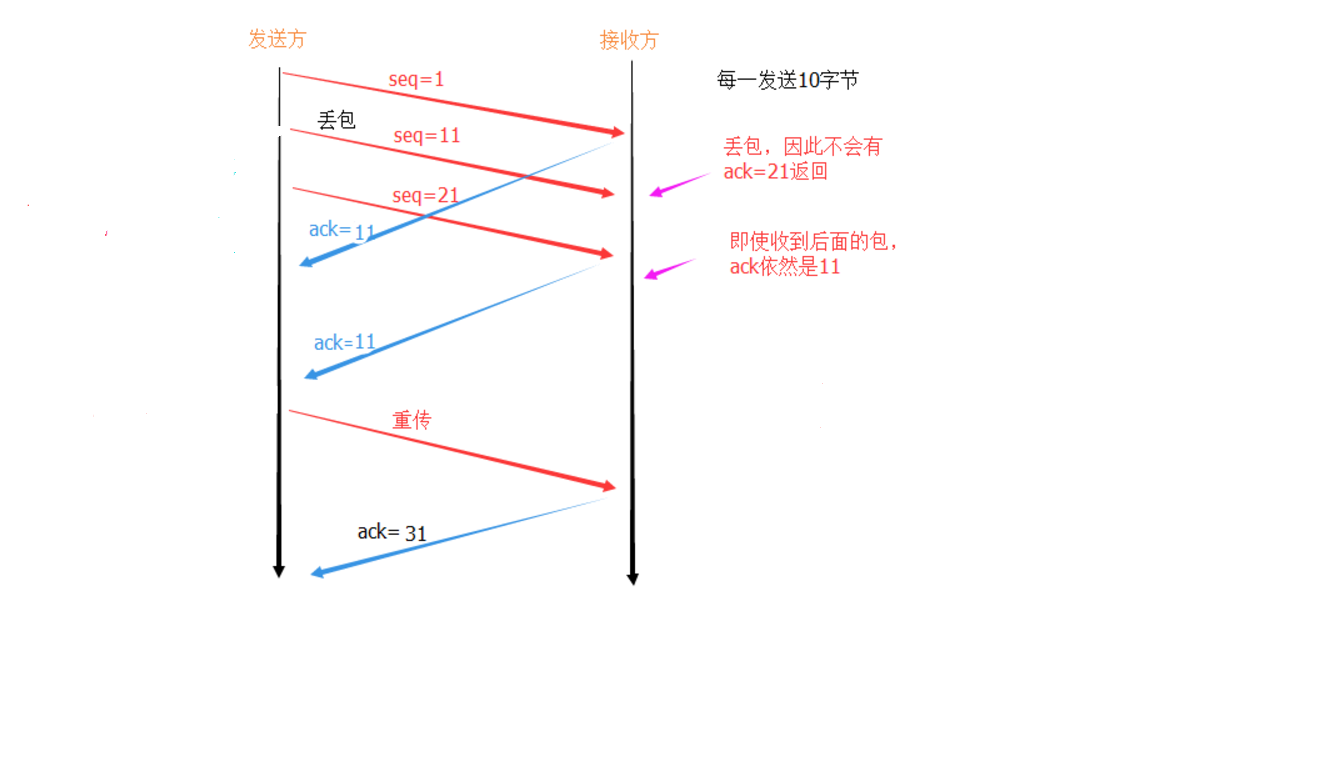 发送方
接收方
seq=1
每一发送10字节
丢包
seq=11
丢包，因此不会有
ack=21返回
seq=21
ack=11
即使收到后面的包，
ack依然是11
ack=11
重传
ack=31